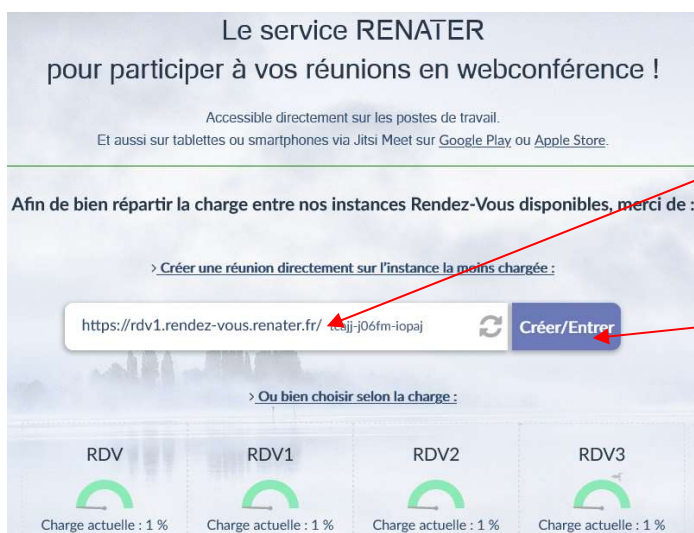 Le service RENATER
pour participer à vos réunions en webconférence !
Accessible directement sur les postes de travail.
Et aussi sur tablettes ou smartphones via Jitsi Meet sur Google Play ou Apple Store.
Afin de bien répartir la charge entre nos instances Rendez-Vous disponibles, merci de :
> Créer une réunion directement sur l'instance la moins chargée :
https://rdv1.rendez-vous.renater.fr/
Créer/Entrer
> Ou bien choisir selon la charge :
RDV RDV1 RDV2 RDV3
Charge actuelle : 1 % Charge actuelle : 1 % Charge actuelle : 1 % Charge actuelle : 1 %